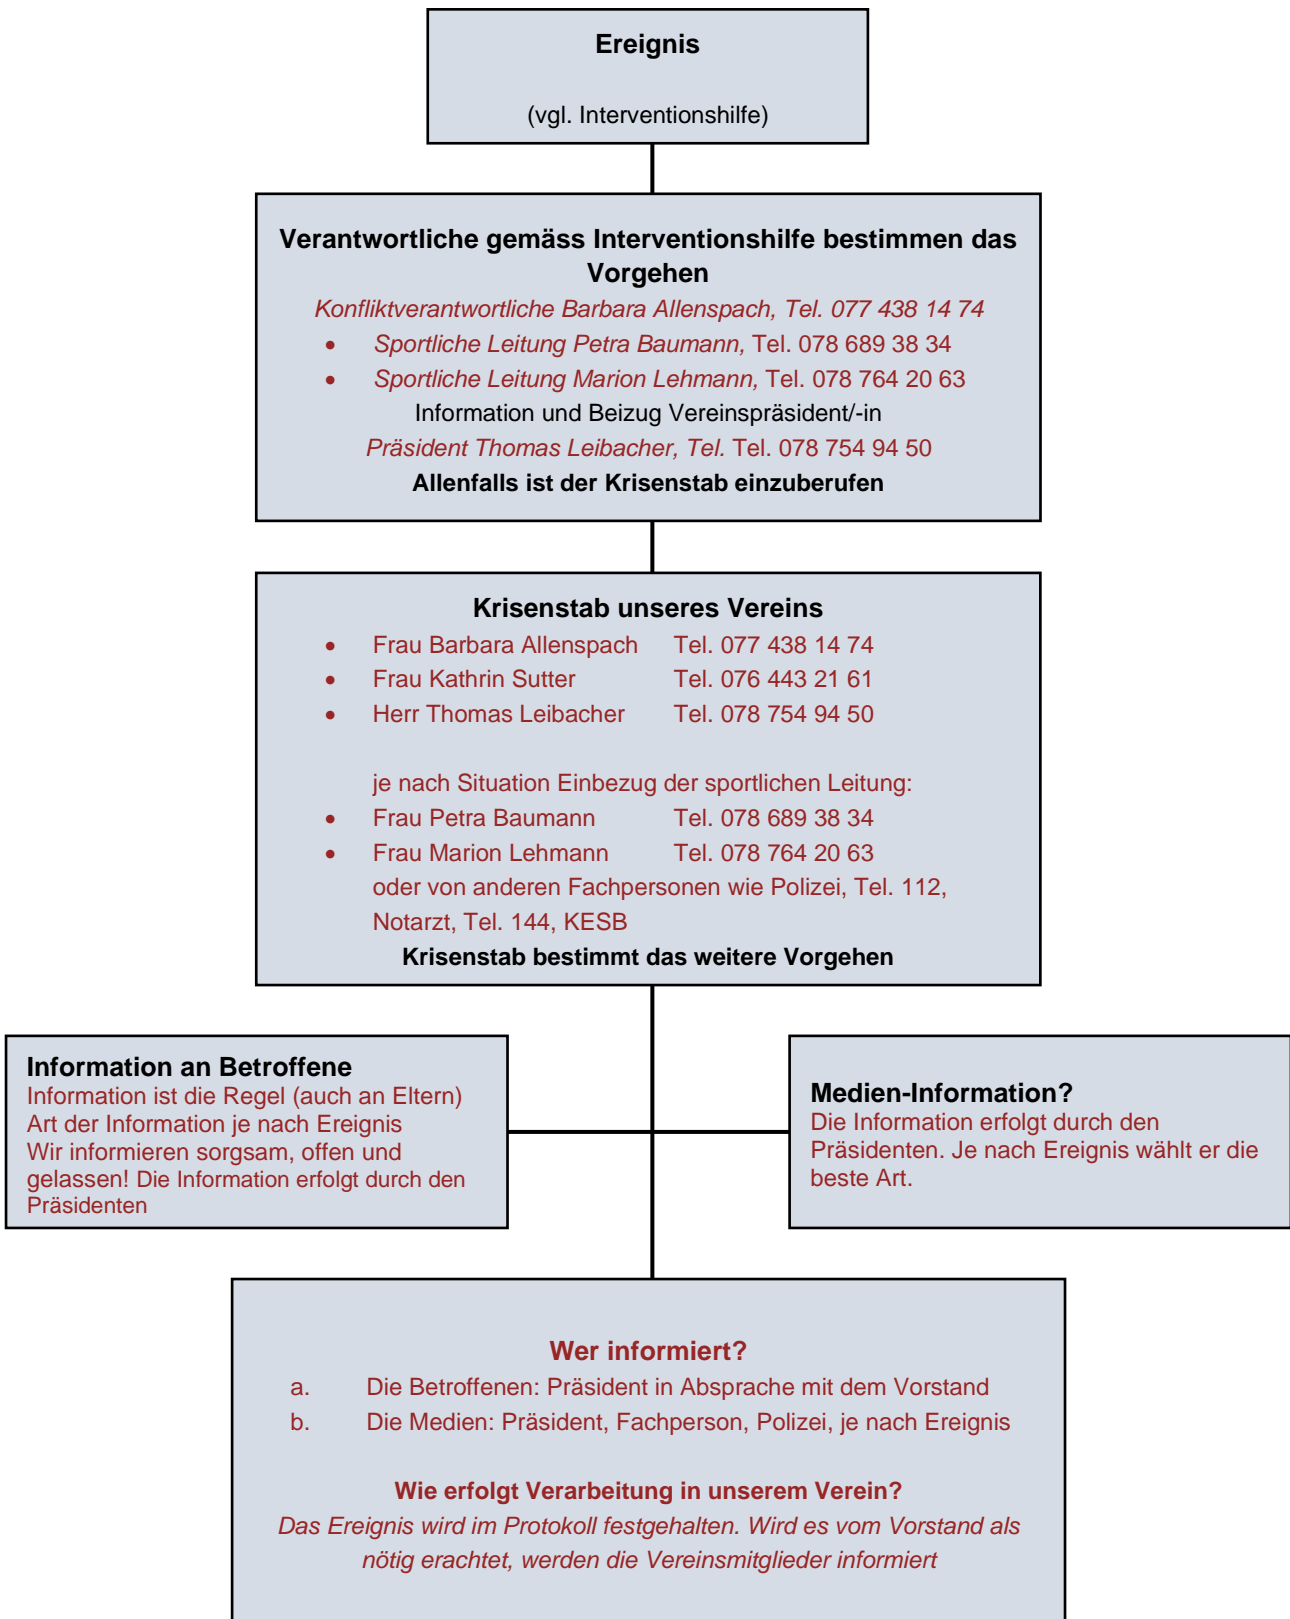 Ereignis
(vgl. Interventionshilfe)
Verantwortliche gemäss Interventionshilfe bestimmen das
Vorgehen
Konfliktverantwortliche Barbara Allenspach, Tel. 077 438 14 74
• Sportliche Leitung Petra Baumann, Tel. 078 689 38 34
• Sportliche Leitung Marion Lehmann, Tel. 078 764 20 63
Information und Beizug Vereinspräsident/-in
Präsident Thomas Leibacher, Tel. Tel. 078 754 94 50
Allenfalls ist der Krisenstab einzuberufen
Krisenstab unseres Vereins
• Frau Barbara Allenspach Tel. 077 438 14 74
• Frau Kathrin Sutter Tel. 076 443 21 61
• Herr Thomas Leibacher Tel. 078 754 94 50
je nach Situation Einbezug der sportlichen Leitung:
• Frau Petra Baumann Tel. 078 689 38 34
• Frau Marion Lehmann Tel. 078 764 20 63
oder von anderen Fachpersonen wie Polizei, Tel. 112,
Notarzt, Tel. 144, KESB
Krisenstab bestimmt das weitere Vorgehen
Information an Betroffene
Information ist die Regel (auch an Eltern)
Art der Information je nach Ereignis
Wir informieren sorgsam, offen und
gelassen! Die Information erfolgt durch den
Präsidenten
Medien-Information?
Die Information erfolgt durch den
Präsidenten. Je nach Ereignis wählt er die
beste Art.
Wer informiert?
a. Die Betroffenen: Präsident in Absprache mit dem Vorstand
b. Die Medien: Präsident, Fachperson, Polizei, je nach Ereignis
Wie erfolgt Verarbeitung in unserem Verein?
Das Ereignis wird im Protokoll festgehalten. Wird es vom Vorstand als
nötig erachtet, werden die Vereinsmitglieder informiert